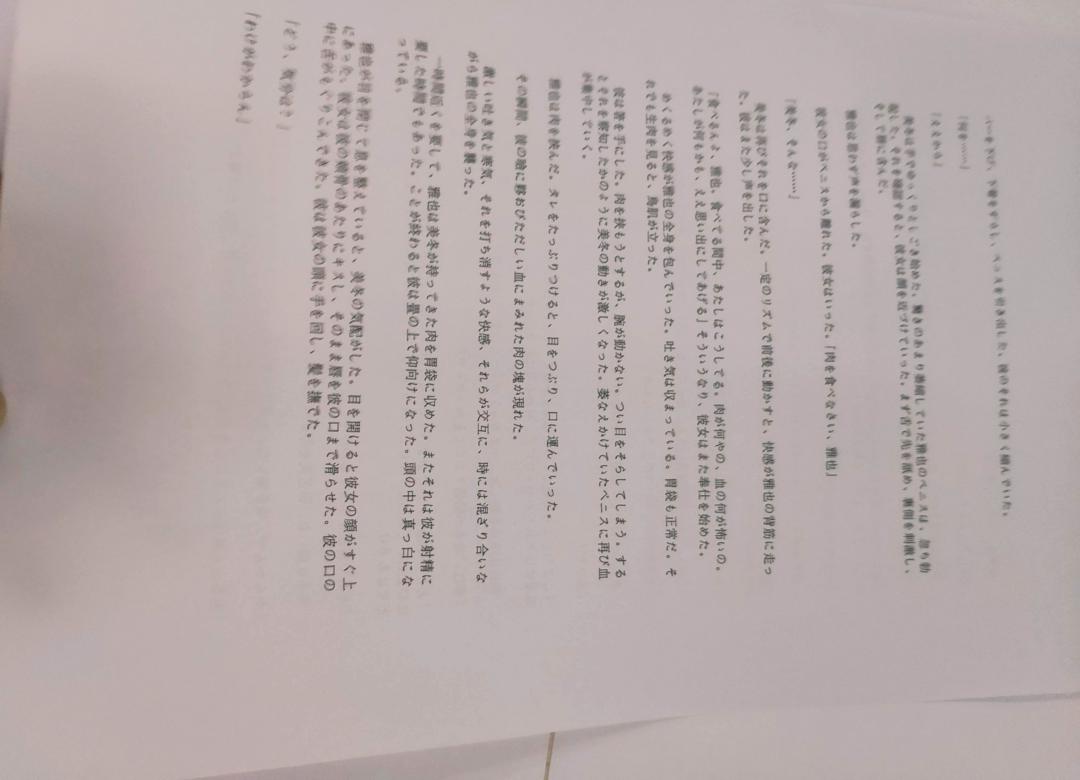 下着をずらし、ペニスを引き出した。彼のそれは小さく縮んでいた。
「何を……」
「ええから」
美冬は手でゆっくりとしごき始めた。驚きのあまり萎縮していた雅也のペニスは、忽ち勃
起した。それを確認すると、彼女は顔を近づけていった。まず舌で先を舐め、裏側を刺激し、
そして唇に含んだ。
雅也は思わず声を漏らした。
彼女の口がペニスから離れた。彼女はいった。「肉を食べなさい、雅也」
「美冬、そんな……」
美冬は再びそれを口に含んだ。一定のリズムで前後に動かすと、快感が雅也の背筋に走っ
た。彼はまた少し声を出した。
「食べるんよ、雅也。食べてる間中、あたしはこうしてる。肉が何やの、血の何が怖いの。
あたしが何もかも、ええ思い出にしてあげる」そういうなり、彼女はまた奉仕を始めた。
めくるめく快感が雅也の全身を包んでいった。吐き気は収まっている。胃袋も正常だ。そ
れでも生肉を見ると、鳥肌が立った。
彼は箸を手にした。肉を挟もうとするが、腕が動かない。つい目をそらしてしまう。する
とそれを察知したかのように美冬の動きが激しくなった。萎なえかけていたペニスに再び血
が集中していく。
雅也は肉を挟んだ。タレをたっぷりつけると、目をつぶり、口に運んでいった。
その瞬間、彼の瞼に夥おびただしい血にまみれた肉の塊が現れた。
激しい吐き気と悪気、それを打ち消すような快感、それらが交互に、時には混ざり合いな
がら雅也の全身を襲った。
一時間近くを要して、雅也は美冬が持ってきた肉を胃袋に収めた。またそれは彼が射精に
要した時間でもあった。ことが終わると彼は畳の上で仰向けになった。頭の中は真っ白にな
っている。
雅也が目を閉じて息を整えていると、美冬の気配がした。目を開けると彼女の顔がすぐ上
にあった。彼女は彼の頬骨のあたりにキスし、そのまま唇を彼の口まで滑らせた。彼の口の
中に舌がもぐりこんできた。彼は彼女の頭に手を回し、髪を撫でた。
「どう、気分は？」
「わけがわからん」